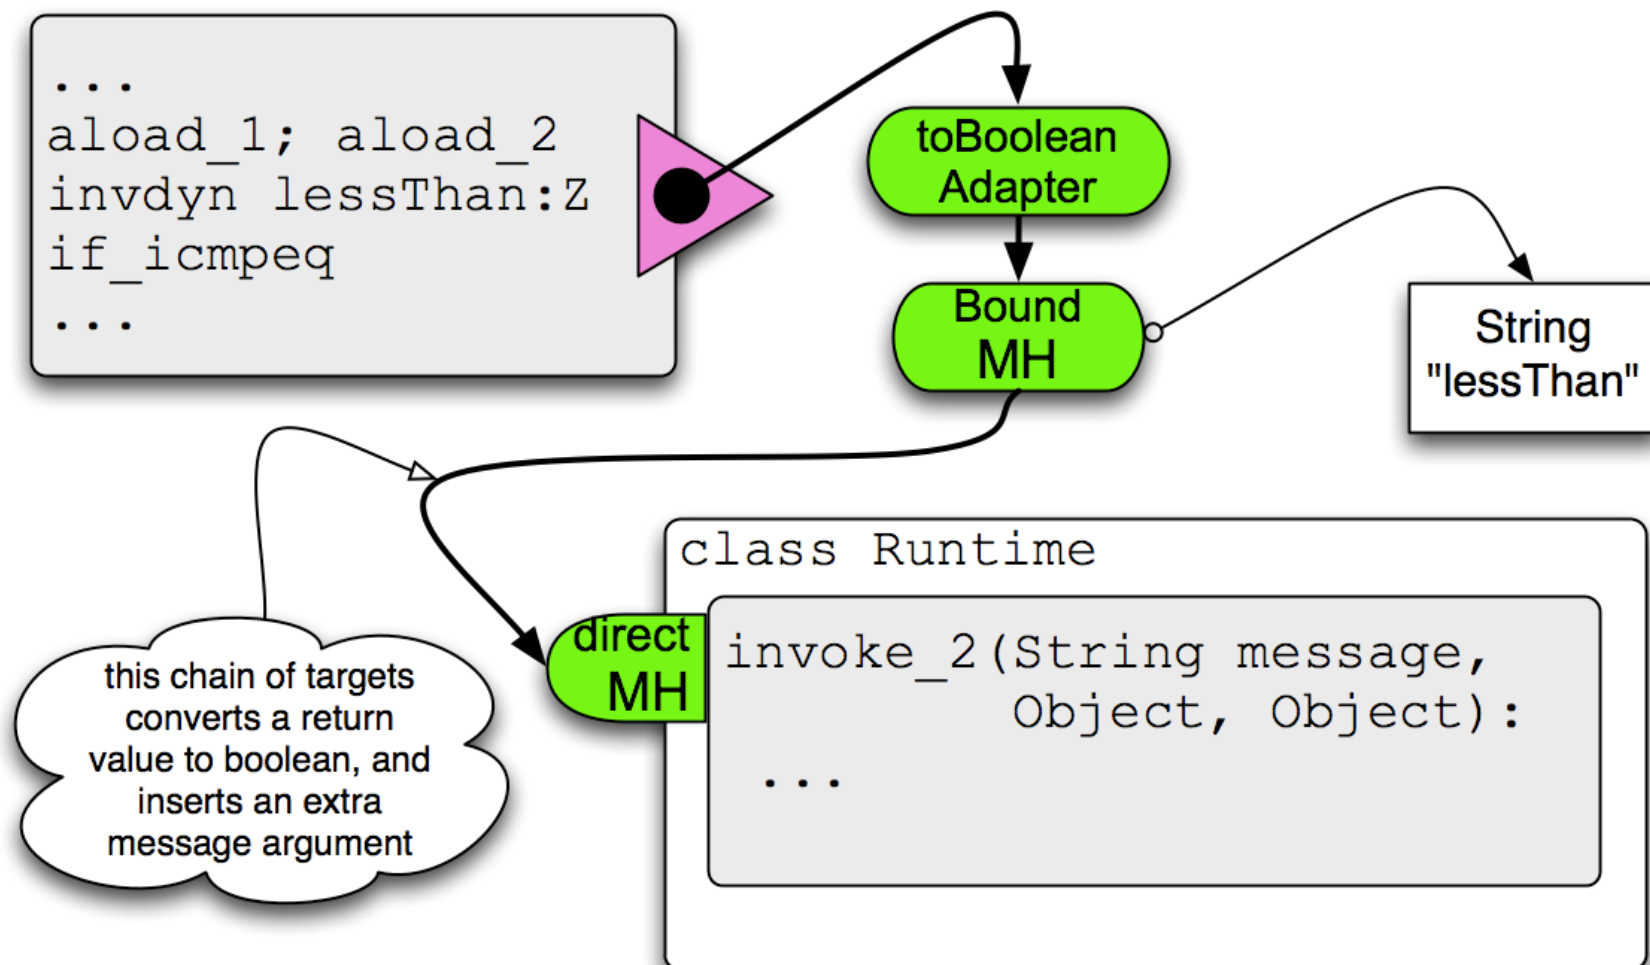 ...
aload_1; aload_2
invdyn lessThan:Z
if_icmpeq
...
toBoolean
Adapter
Bound
MH
String
"lessThan"
this chain of targets
converts a return
value to boolean, and
inserts an extra
message argument
class Runtime
direct
MH
invoke_2(String message,
Object, Object):
...